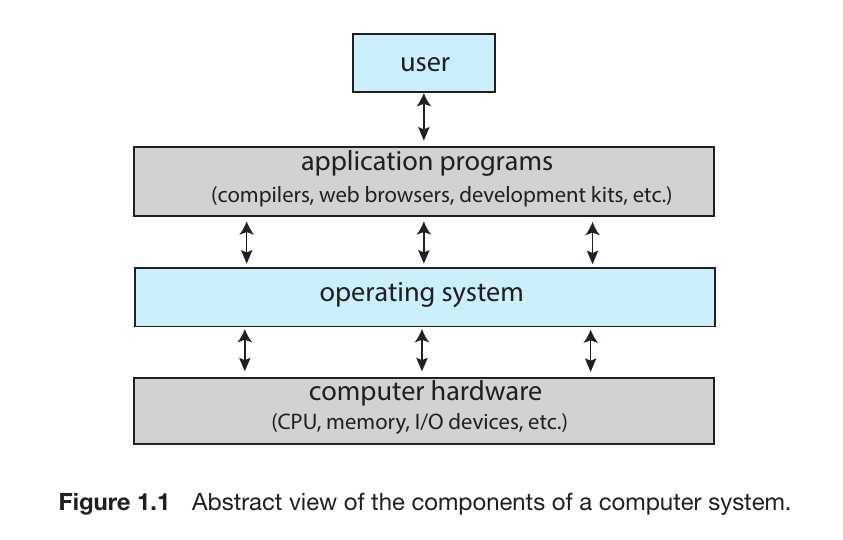 user
application programs
(compilers, web browsers, development kits, etc.)
operating system
computer hardware
(CPU, memory, I/O devices, etc.)
Figure 1.1 Abstract view of the components of a computer system.